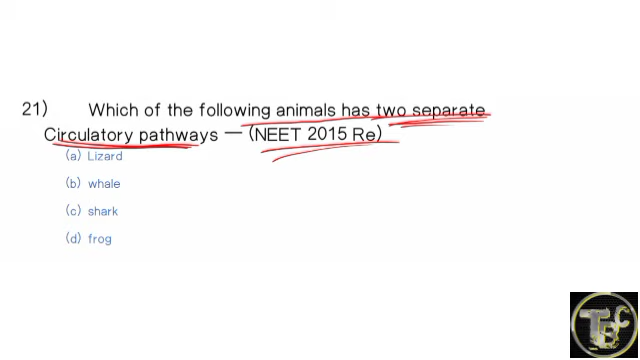 21) Which of the following animals has two separate
Circulatory pathways — (NEET 2015 Re)
(a) Lizard
(b) whale
(c) shark
(d) frog